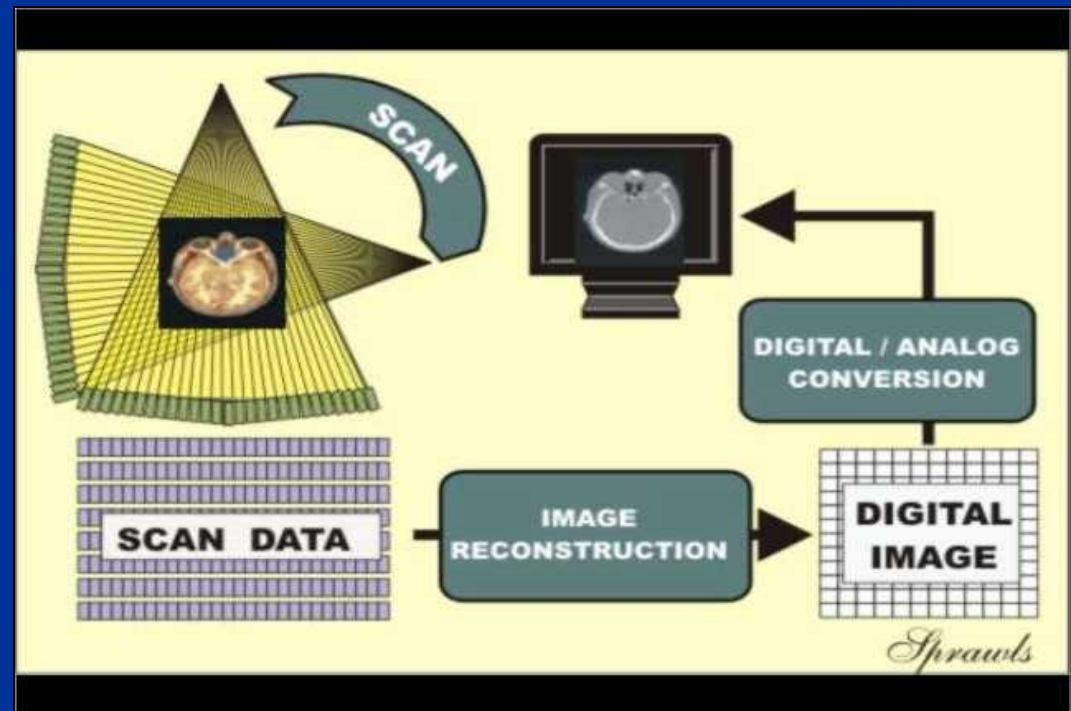 SCAN
DIGITAL / ANALOG
CONVERSION
SCAN DATA
IMAGE
RECONSTRUCTION
DIGITAL
IMAGE
Sprawls